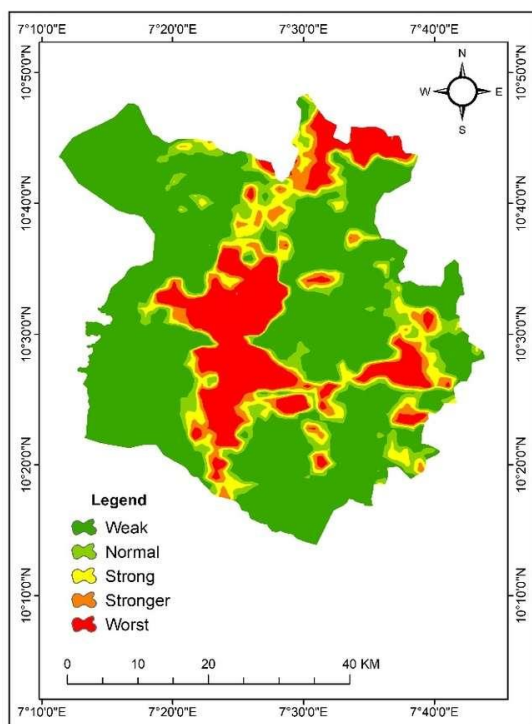 7°10'0"E 7°20'0"E 7°30'0"E 7°40'0"E
10°50'0"N 10°50'0"N
N
W E
S
10°40'0"N 10°40'0"N
10°30'0"N 10°30'0"N
10°20'0"N 10°20'0"N
Legend
Weak
Normal
Strong
Stronger
Worst
10°10'0"N 10°10'0"N
0 10 20 40 KM
7°10'0"E 7°20'0"E 7°30'0"E 7°40'0"E